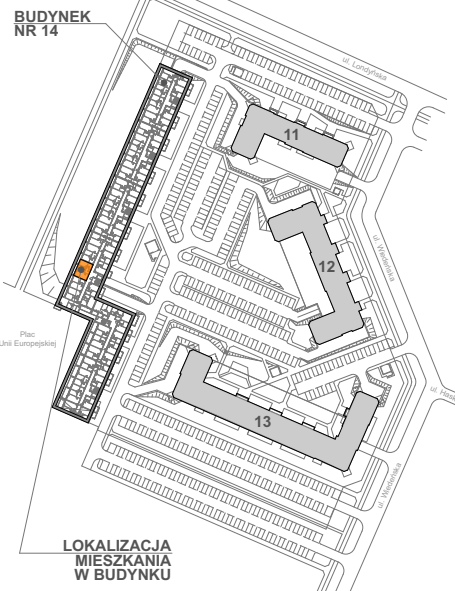 BUDYNEK
NR 14
ul. Londyńska
11
ul. Wiedeńska
12
Plac
Unii Europejskiej
13
ul. Wiedeńska
LOKALIZACJA
MIESZKANIA
W BUDYNKU